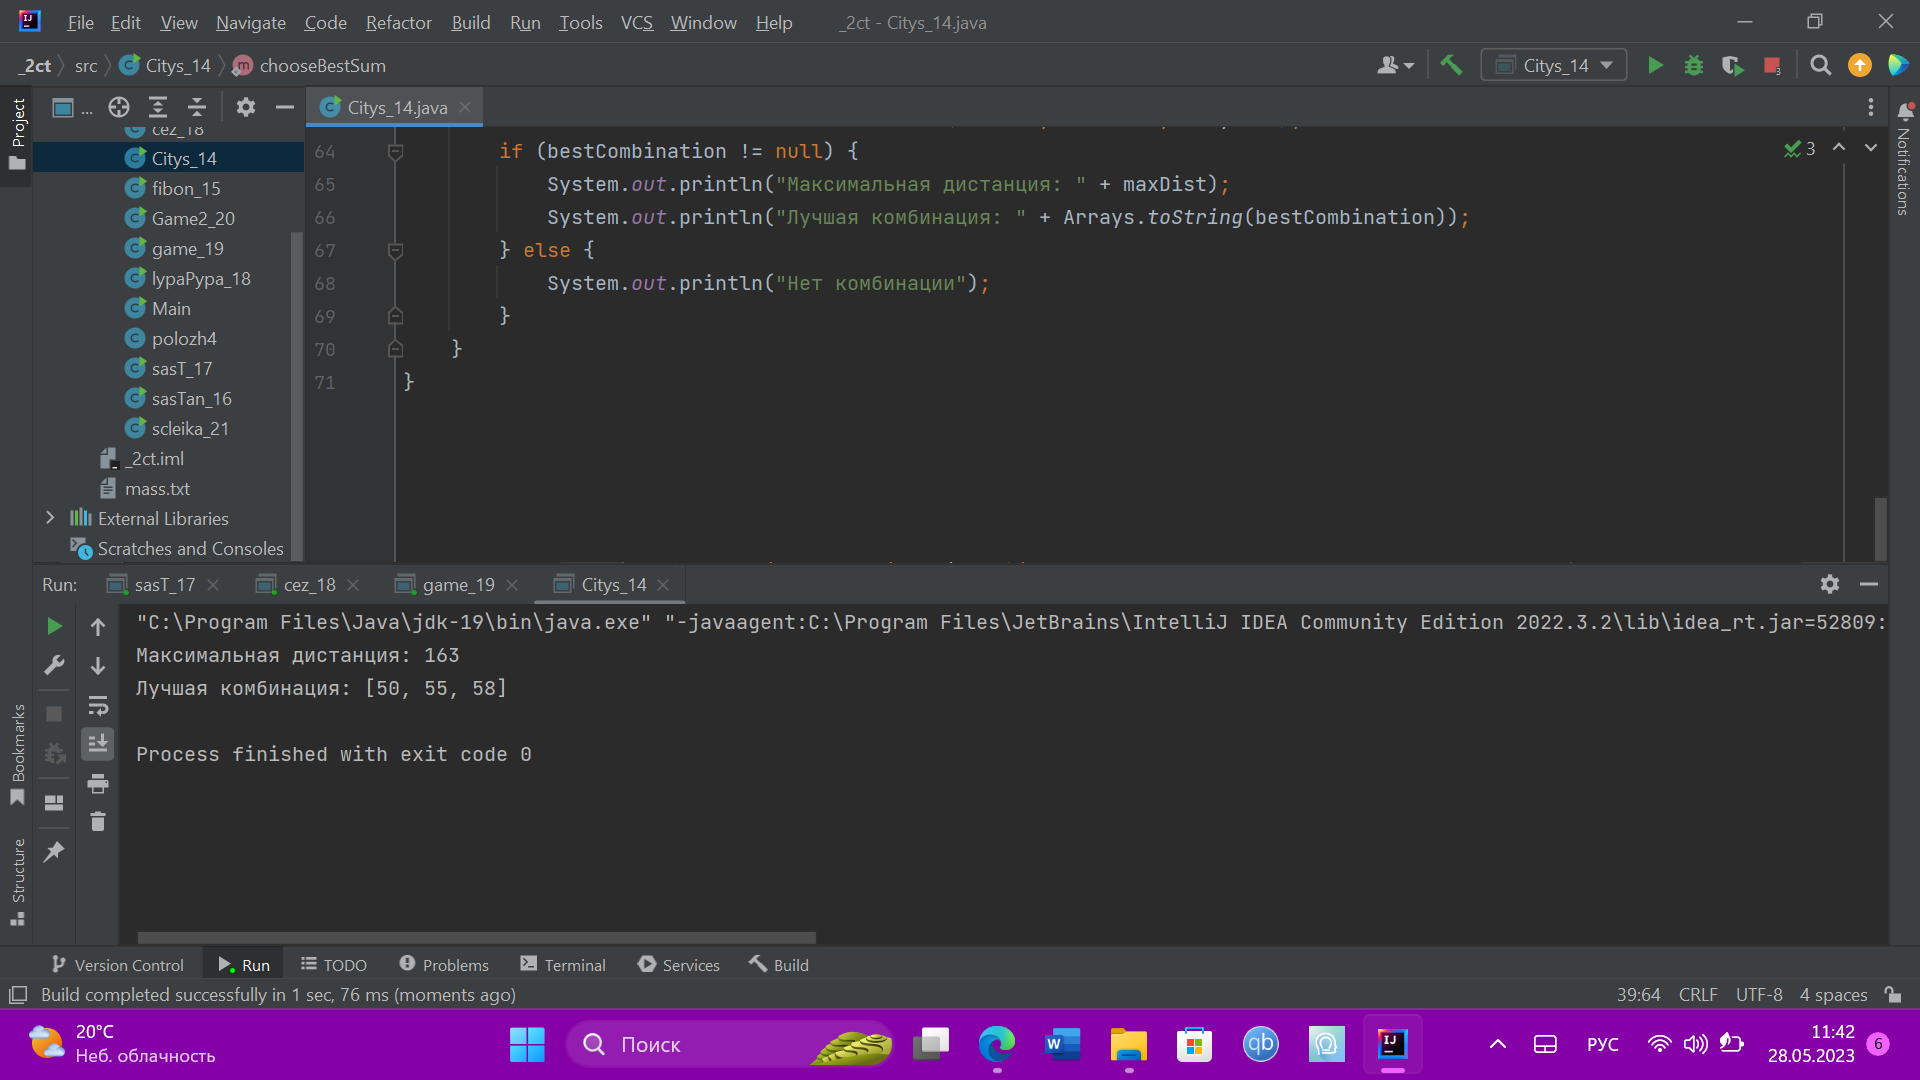 File Edit View Navigate Code Refactor Build Run Tools VCS Window Help _2ct - Citys_14.java
_2ct src Citys_14 chooseBestSum Citys_14
Project
...
Citys_14.java
Notifications
cez_18
Citys_14
fibon_15
Game2_20
game_19
lypaPypa_18
Main
polozh4
sasT_17
sasTan_16
scleika_21
_2ct.iml
mass.txt
External Libraries
Scratches and Consoles
3
64 if (bestCombination != null) {
65 System.out.println("Максимальная дистанция: " + maxDist);
66 System.out.println("Лучшая комбинация: " + Arrays.toString(bestCombination));
67 } else {
68 System.out.println("Нет комбинации");
69 }
70 }
71 }
Run: sasT_17 cez_18 game_19 Citys_14
"C:\Program Files\Java\jdk-19\bin\java.exe" "-javaagent:C:\Program Files\JetBrains\IntelliJ IDEA Community Edition 2022.3.2\lib\idea_rt.jar=52809:
Максимальная дистанция: 163
Лучшая комбинация: [50, 55, 58]
Process finished with exit code 0
Bookmarks
Structure
Version Control Run TODO Problems Terminal Services Build
Build completed successfully in 1 sec, 76 ms (moments ago) 39:64 CRLF UTF-8 4 spaces
20°C
Неб. облачность
Поиск
W
qb
IJ
РУС
11:42
28.05.2023
6